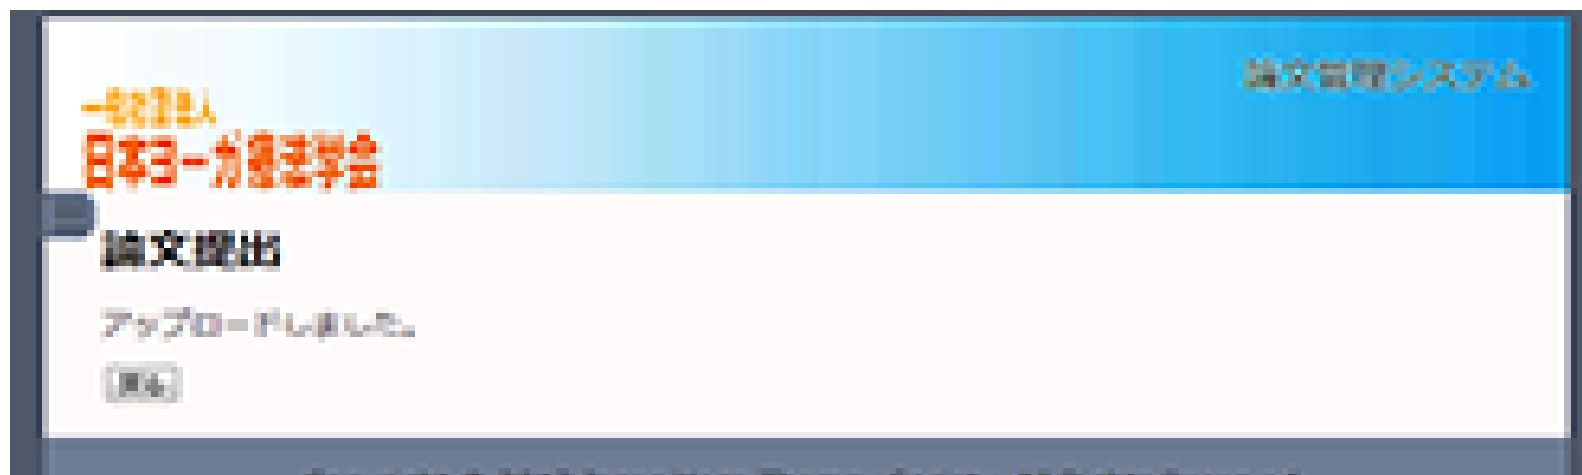 論文管理システム
一般社団法人
日本ヨーガ療法学会
論文提出
アップロードしました。
戻る